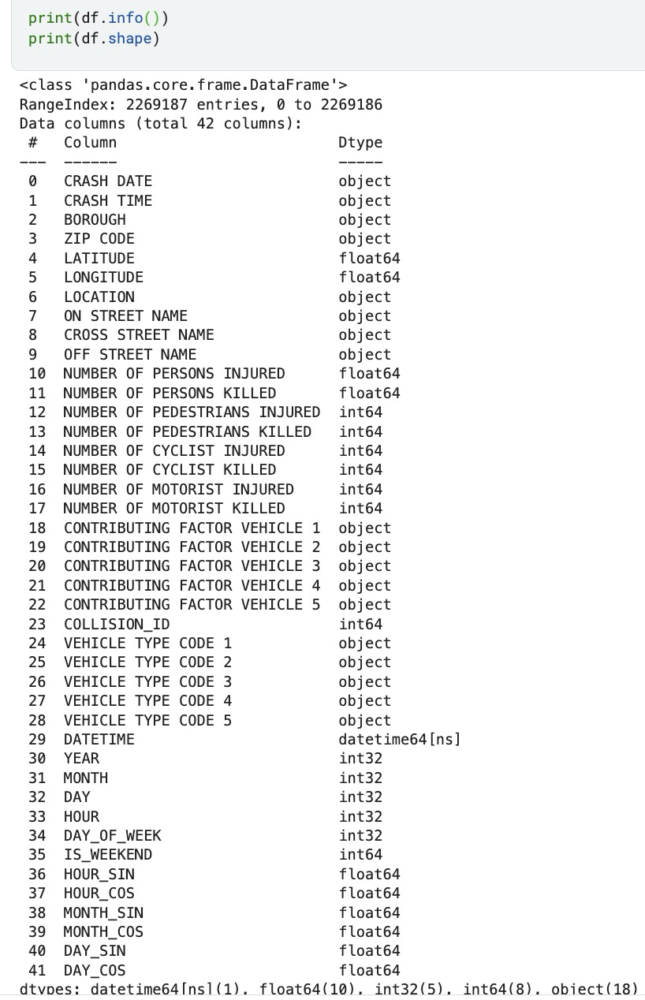 print(df.info())
print(df.shape)
<class 'pandas.core.frame.DataFrame'>
RangeIndex: 2269187 entries, 0 to 2269186
Data columns (total 42 columns):
 #   Column                         Dtype
---  ------                         -----
 0   CRASH DATE                     object
 1   CRASH TIME                     object
 2   BOROUGH                        object
 3   ZIP CODE                       object
 4   LATITUDE                       float64
 5   LONGITUDE                      float64
 6   LOCATION                       object
 7   ON STREET NAME                 object
 8   CROSS STREET NAME              object
 9   OFF STREET NAME                object
 10  NUMBER OF PERSONS INJURED      float64
 11  NUMBER OF PERSONS KILLED       float64
 12  NUMBER OF PEDESTRIANS INJURED  int64
 13  NUMBER OF PEDESTRIANS KILLED   int64
 14  NUMBER OF CYCLIST INJURED      int64
 15  NUMBER OF CYCLIST KILLED       int64
 16  NUMBER OF MOTORIST INJURED     int64
 17  NUMBER OF MOTORIST KILLED      int64
 18  CONTRIBUTING FACTOR VEHICLE 1  object
 19  CONTRIBUTING FACTOR VEHICLE 2  object
 20  CONTRIBUTING FACTOR VEHICLE 3  object
 21  CONTRIBUTING FACTOR VEHICLE 4  object
 22  CONTRIBUTING FACTOR VEHICLE 5  object
 23  COLLISION_ID                   int64
 24  VEHICLE TYPE CODE 1            object
 25  VEHICLE TYPE CODE 2            object
 26  VEHICLE TYPE CODE 3            object
 27  VEHICLE TYPE CODE 4            object
 28  VEHICLE TYPE CODE 5            object
 29  DATETIME                       datetime64[ns]
 30  YEAR                           int32
 31  MONTH                          int32
 32  DAY                            int32
 33  HOUR                           int32
 34  DAY_OF_WEEK                    int32
 35  IS_WEEKEND                     int64
 36  HOUR_SIN                       float64
 37  HOUR_COS                       float64
 38  MONTH_SIN                      float64
 39  MONTH_COS                      float64
 40  DAY_SIN                        float64
 41  DAY_COS                        float64
dtypes: datetime64[ns](1), float64(10), int32(5), int64(8), object(18)